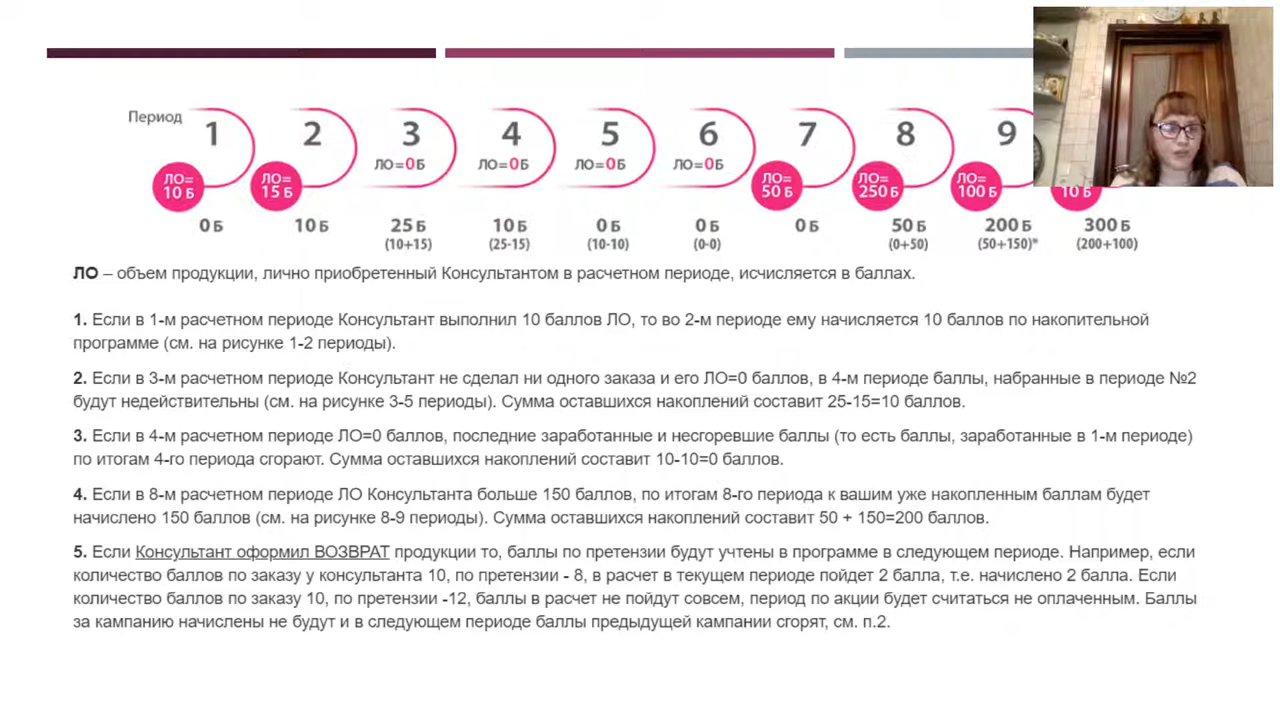 Период
1 2 3 4 5 6 7 8 9
ЛО=0Б ЛО=0Б ЛО=0Б ЛО=0Б
ЛО= 10 Б ЛО= 15 Б ЛО= 50 Б ЛО= 250 Б ЛО= 100 Б 10 Б
0 Б 10 Б 25 Б 10 Б 0 Б 0 Б 0 Б 50 Б 200 Б 300 Б
(10+15) (25-15) (10-10) (0-0) (0+50) (50+150)* (200+100)
ЛО – объем продукции, лично приобретенный Консультантом в расчетном периоде, исчисляется в баллах.
1. Если в 1-м расчетном периоде Консультант выполнил 10 баллов ЛО, то во 2-м периоде ему начисляется 10 баллов по накопительной
программе (см. на рисунке 1-2 периоды).
2. Если в 3-м расчетном периоде Консультант не сделал ни одного заказа и его ЛО=0 баллов, в 4-м периоде баллы, набранные в периоде №2
будут недействительны (см. на рисунке 3-5 периоды). Сумма оставшихся накоплений составит 25-15=10 баллов.
3. Если в 4-м расчетном периоде ЛО=0 баллов, последние заработанные и несгоревшие баллы (то есть баллы, заработанные в 1-м периоде)
по итогам 4-го периода сгорают. Сумма оставшихся накоплений составит 10-10=0 баллов.
4. Если в 8-м расчетном периоде ЛО Консультанта больше 150 баллов, по итогам 8-го периода к вашим уже накопленным баллам будет
начислено 150 баллов (см. на рисунке 8-9 периоды). Сумма оставшихся накоплений составит 50 + 150=200 баллов.
5. Если Консультант оформил ВОЗВРАТ продукции то, баллы по претензии будут учтены в программе в следующем периоде. Например, если
количество баллов по заказу у консультанта 10, по претензии - 8, в расчет в текущем периоде пойдет 2 балла, т.е. начислено 2 балла. Если
количество баллов по заказу 10, по претензии -12, баллы в расчет не пойдут совсем, период по акции будет считаться не оплаченным. Баллы
за кампанию начислены не будут и в следующем периоде баллы предыдущей кампании сгорят, см. п.2.